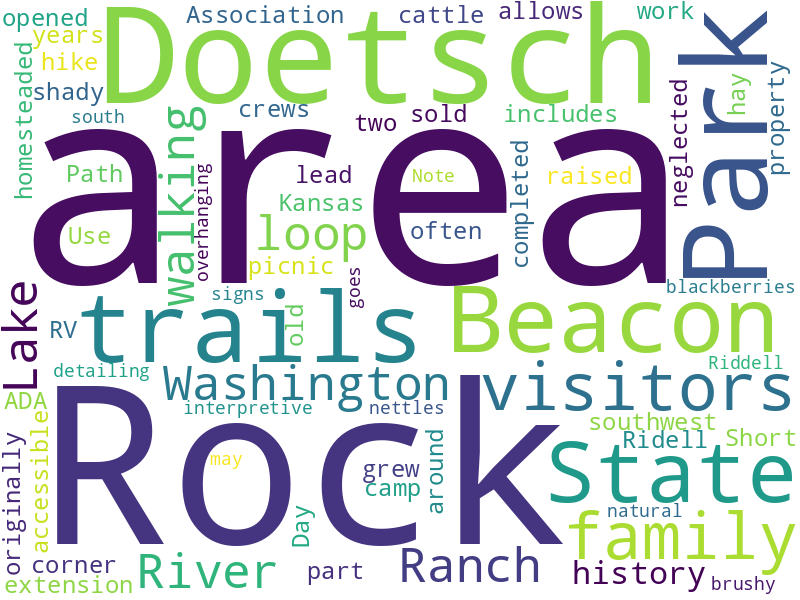 opened
Association
cattle
allows
work
years
Doetsch
Park
hike
shady
crews
two
sold
includes
hay
property
homesteaded
south
neglected
area
Path
walking
overhanging
lead
Note
raised
completed
Kansas
Use
loop
often
picnic
goes
signs
blackberries
Lake
RV
trails
old
Beacon
detailing
Riddell
ADA
Washington
visitors
interpretive
nettles
accessible
Rock
southwest
Ridell
Short
originally
may
grew
around
State
camp
Day
natural
family
corner
River
part
Ranch
history
extension
brushy